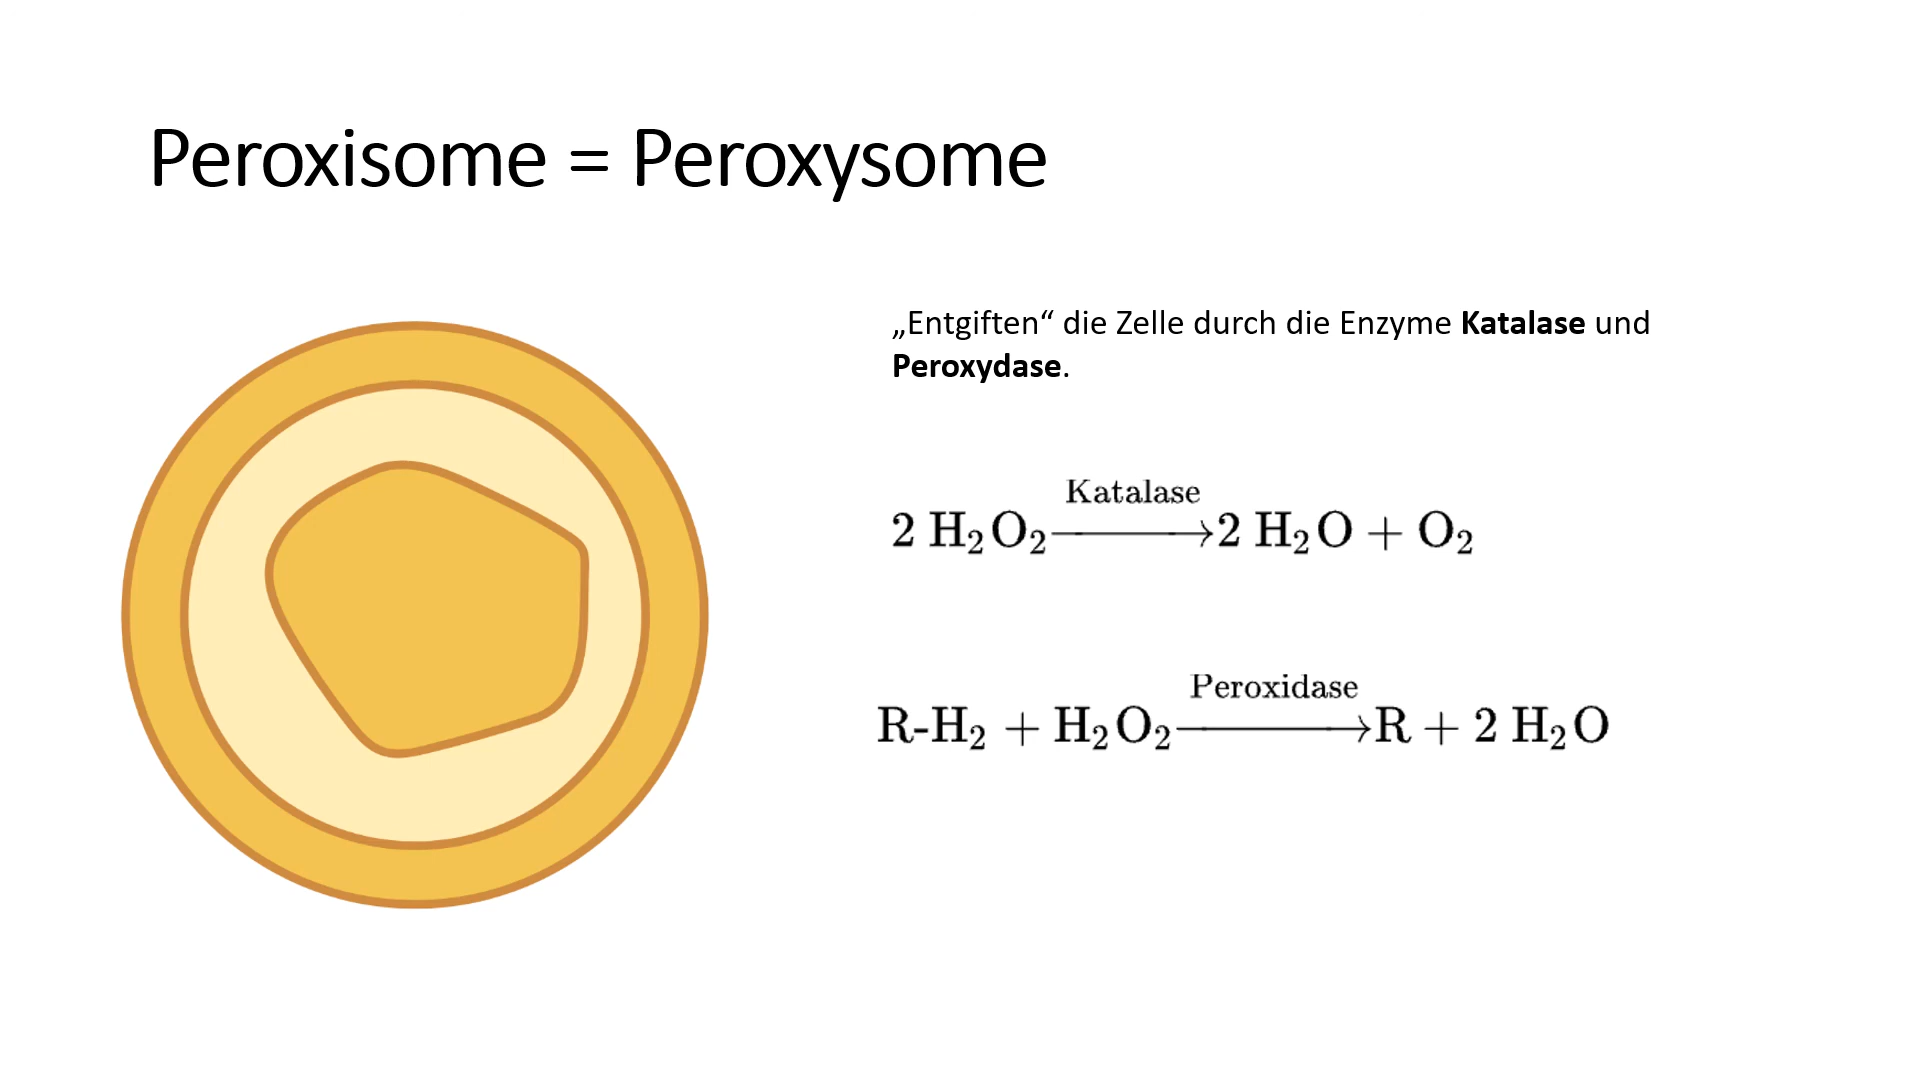 Peroxisome = Peroxysome
„Entgiften“ die Zelle durch die Enzyme Katalase und
Peroxydase.
Katalase
2 H₂O₂ ⟶ 2 H₂O + O₂
Peroxidase
R-H₂ + H₂O₂ ⟶ R + 2 H₂O